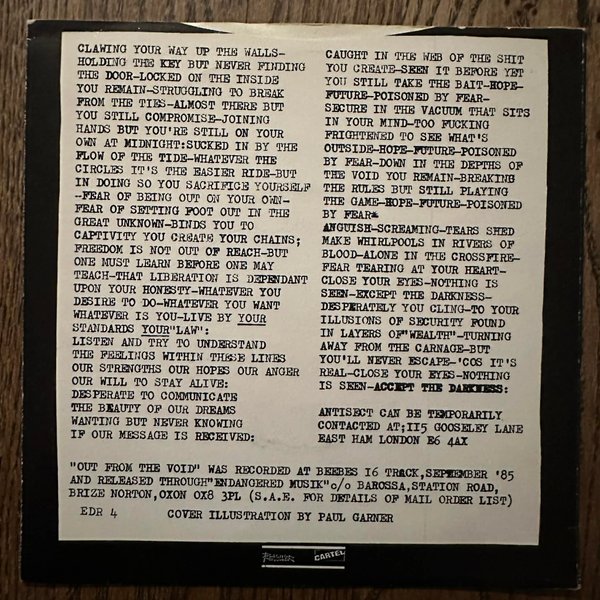 CLAWING YOUR WAY UP THE WALLS-
HOLDING THE KEY BUT NEVER FINDING
THE DOOR-LOCKED ON THE INSIDE
YOU REMAIN-STRUGGLING TO BREAK
FROM THE TIES-ALMOST THERE BUT
YOU STILL COMPROMISE-JOINING
HANDS BUT YOU'RE STILL ON YOUR
OWN AT MIDNIGHT:SUCKED IN BY THE
FLOW OF THE TIDE-WHATEVER THE
CIRCLES IT'S THE EASIER RIDE-BUT
IN DOING SO YOU SACRIFICE YOURSELF
-FEAR OF BEING OUT ON YOUR OWN-
FEAR OF SETTING FOOT OUT IN THE
GREAT UNKNOWN-BINDS YOU TO
CAPTIVITY YOU CREATE YOUR CHAINS;
FREEDOM IS NOT OUT OF REACH-BUT
ONE MUST LEARN BEFORE ONE MAY
TEACH-THAT LIBERATION IS DEPENDANT
UPON YOUR HONESTY-WHATEVER YOU
DESIRE TO DO-WHATEVER YOU WANT
WHATEVER IS YOU-LIVE BY YOUR
STANDARDS YOUR"LAW":
LISTEN AND TRY TO UNDERSTAND
THE FEELINGS WITHIN THESE LINES
OUR STRENGTHS OUR HOPES OUR ANGER
OUR WILL TO STAY ALIVE:
DESPERATE TO COMMUNICATE
THE BEAUTY OF OUR DREAMS
WANTING BUT NEVER KNOWING
IF OUR MESSAGE IS RECEIVED:
CAUGHT IN THE WEB OF THE SHIT
YOU CREATE-SEEN IT BEFORE YET
YOU STILL TAKE THE BAIT-HOPE-
FUTURE-POISONED BY FEAR-
SECURE IN THE VACUUM THAT SITS
IN YOUR MIND-TOO FUCKING
FRIGHTENED TO SEE WHAT'S
OUTSIDE-HOPE-FUTURE-POISONED
BY FEAR-DOWN IN THE DEPTHS OF
THE VOID YOU REMAIN-BREAKING
THE RULES BUT STILL PLAYING
THE GAME-HOPE-FUTURE-POISONED
BY FEAR*
ANGUISH-SCREAMING-TEARS SHED
MAKE WHIRLPOOLS IN RIVERS OF
BLOOD-ALONE IN THE CROSSFIRE-
FEAR TEARING AT YOUR HEART-
CLOSE YOUR EYES-NOTHING IS
SEEN-EXCEPT THE DARKNESS-
DESPERATELY YOU CLING-TO YOUR
ILLUSIONS OF SECURITY FOUND
IN LAYERS OF"WEALTH"-TURNING
AWAY FROM THE CARNAGE-BUT
YOU'LL NEVER ESCAPE-'COS IT'S
REAL-CLOSE YOUR EYES-NOTHING
IS SEEN-ACCEPT THE DARKNESS:
ANTISECT CAN BE TEMPORARILY
CONTACTED AT;II5 GOOSELEY LANE
EAST HAM LONDON E6 4AX
"OUT FROM THE VOID" WAS RECORDED AT BEEBES I6 TRACK,SEPTEMBER '85
AND RELEASED THROUGH"ENDANGERED MUSIK"c/o BAROSSA,STATION ROAD,
BRIZE NORTON,OXON OX8 3PL (S.A.E. FOR DETAILS OF MAIL ORDER LIST)
EDR 4 COVER ILLUSTRATION BY PAUL GARNER
CARTEL